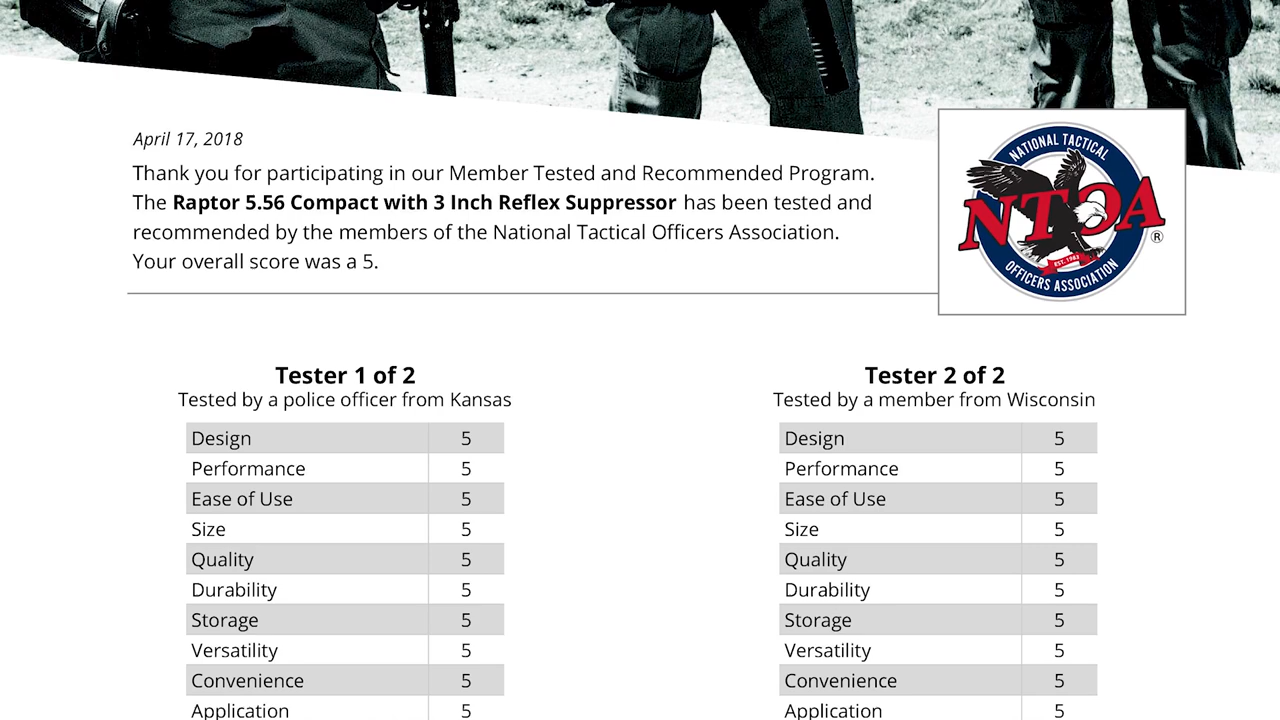 April 17, 2018
Thank you for participating in our Member Tested and Recommended Program.
The Raptor 5.56 Compact with 3 Inch Reflex Suppressor has been tested and
recommended by the members of the National Tactical Officers Association.
Your overall score was a 5.
NATIONAL TACTICAL
NTOA
®
EST. 1983
OFFICERS ASSOCIATION
Tester 1 of 2
Tested by a police officer from Kansas
Design 5
Performance 5
Ease of Use 5
Size 5
Quality 5
Durability 5
Storage 5
Versatility 5
Convenience 5
Application 5
Tester 2 of 2
Tested by a member from Wisconsin
Design 5
Performance 5
Ease of Use 5
Size 5
Quality 5
Durability 5
Storage 5
Versatility 5
Convenience 5
Application 5